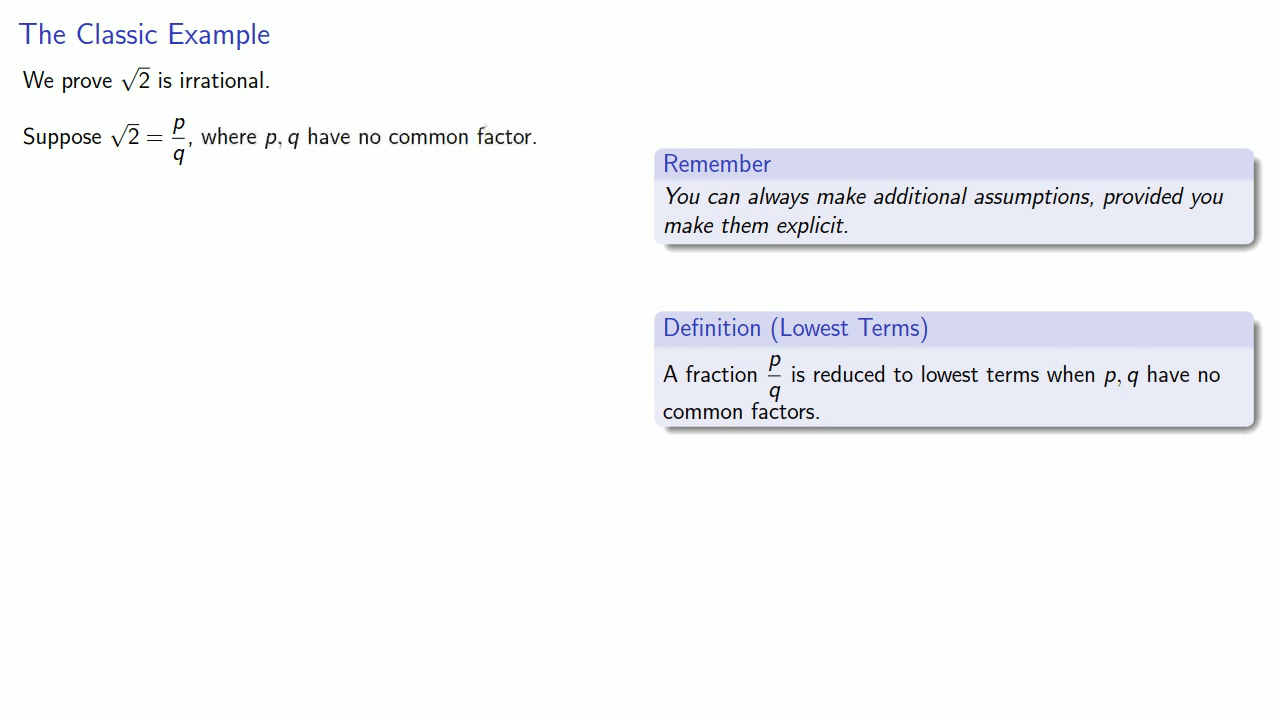 The Classic Example
We prove √2 is irrational.
Suppose √2 = p/q, where p, q have no common factor.
Remember
You can always make additional assumptions, provided you
make them explicit.
Definition (Lowest Terms)
A fraction p/q is reduced to lowest terms when p, q have no
common factors.